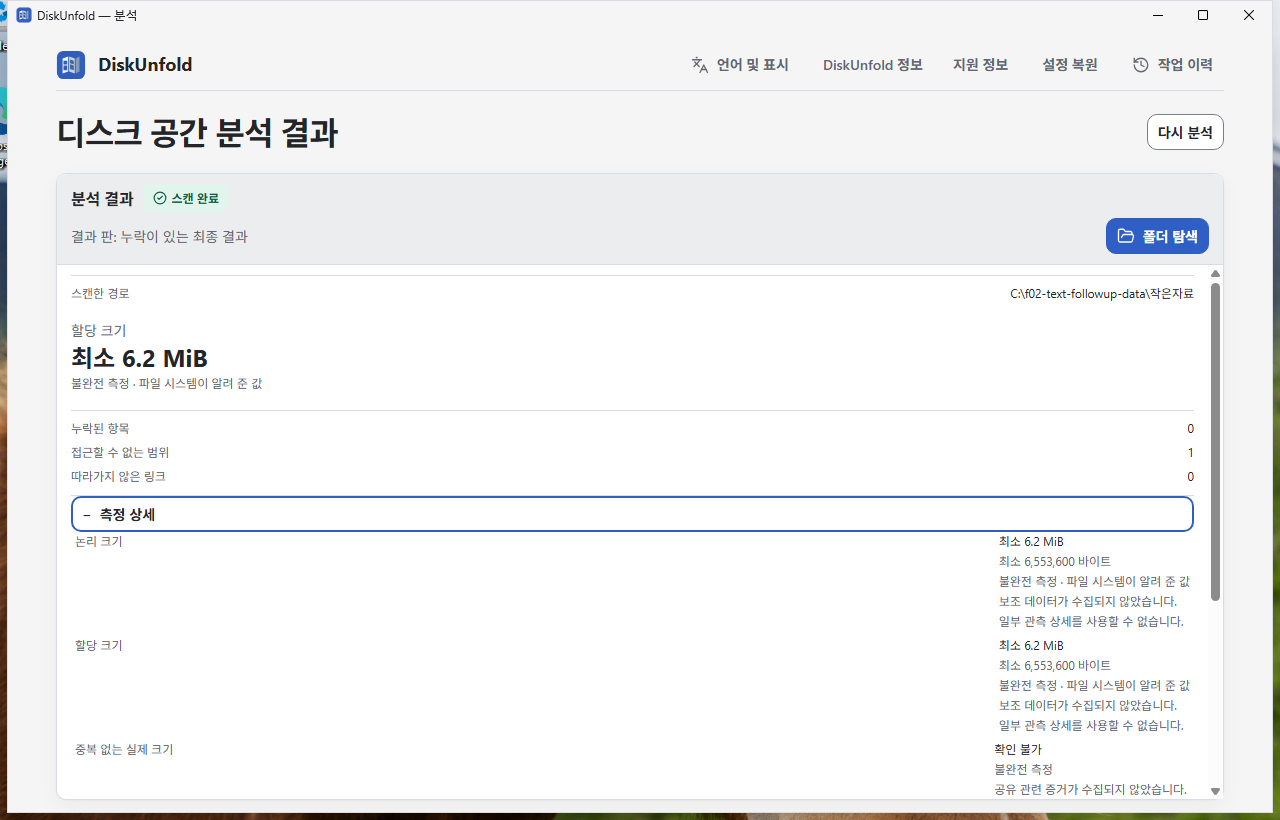 DiskUnfold — 분석
DiskUnfold
언어 및 표시
DiskUnfold 정보
지원 정보
설정 복원
작업 이력
디스크 공간 분석 결과
다시 분석
분석 결과
스캔 완료
결과 판: 누락이 있는 최종 결과
폴더 탐색
스캔한 경로
C:\f02-text-followup-data\작은자료
할당 크기
최소 6.2 MiB
불완전 측정 · 파일 시스템이 알려 준 값
누락된 항목 0
접근할 수 없는 범위 1
따라가지 않은 링크 0
– 측정 상세
논리 크기
최소 6.2 MiB
최소 6,553,600 바이트
불완전 측정 · 파일 시스템이 알려 준 값
보조 데이터가 수집되지 않았습니다.
일부 관측 상세를 사용할 수 없습니다.
할당 크기
최소 6.2 MiB
최소 6,553,600 바이트
불완전 측정 · 파일 시스템이 알려 준 값
보조 데이터가 수집되지 않았습니다.
일부 관측 상세를 사용할 수 없습니다.
중복 없는 실제 크기
확인 불가
불완전 측정
공유 관련 증거가 수집되지 않았습니다.